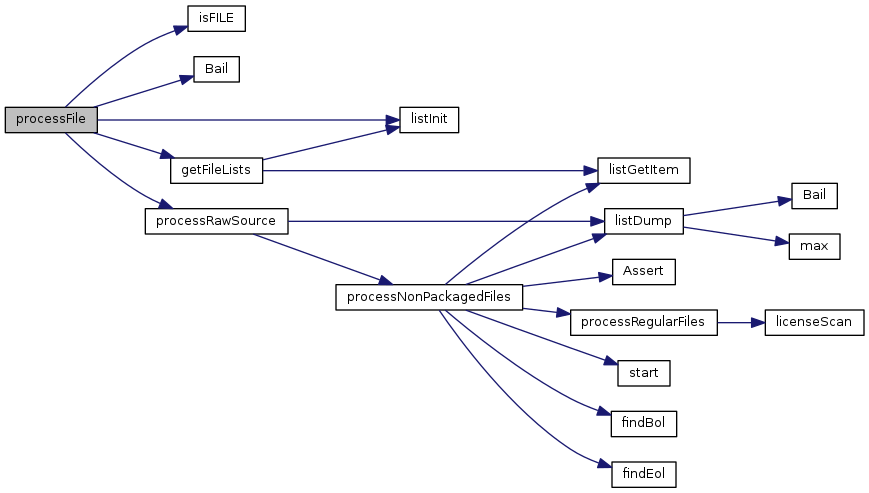 isFILE
Bail
processFile
listInit
getFileLists
listGetItem
Bail
processRawSource
listDump
max
Assert
processNonPackagedFiles
processRegularFiles
licenseScan
start
findBol
findEol